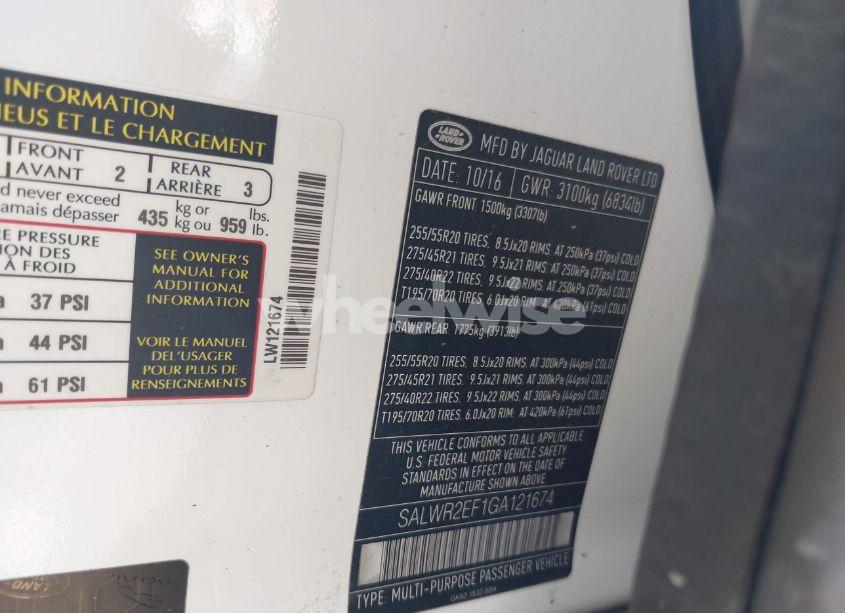 INFORMATION
NEUS ET LE CHARGEMENT
FRONT
AVANT 2
REAR
ARRIÈRE 3
d never exceed
jamais dépasser
435 kg or
kg ou 959 lbs.
lb.
RE PRESSURE
ION DES
À FROID
37 PSI
44 PSI
61 PSI
SEE OWNER'S
MANUAL FOR
ADDITIONAL
INFORMATION
VOIR LE MANUEL
DEL'USAGER
POUR PLUS DE
RENSEIGNEMENTS
LW121674
wheelwise
LAND
ROVER
MFD BY JAGUAR LAND ROVER LTD
DATE: 10/16 GWR: 3100kg (6834lb)
GAWR FRONT: 1500kg (3307lb)
255/55R20 TIRES. 8.5Jx20 RIMS. AT 250kPa (37psi) COLD
275/45R21 TIRES. 9.5Jx21 RIMS. AT 250kPa (37psi) COLD
275/40R22 TIRES. 9.5Jx22 RIMS. AT 250kPa (37psi) COLD
T195/70R20 TIRES. 6.0Jx20 RIM. AT 420kPa (61psi) COLD
GAWR REAR: 1775kg (3913lb)
255/55R20 TIRES. 8.5Jx20 RIMS. AT 300kPa (44psi) COLD
275/45R21 TIRES. 9.5Jx21 RIMS. AT 300kPa (44psi) COLD
275/40R22 TIRES. 9.5Jx22 RIMS. AT 300kPa (44psi) COLD
T195/70R20 TIRES. 6.0Jx20 RIM. AT 420kPa (61psi) COLD
THIS VEHICLE CONFORMS TO ALL APPLICABLE
U.S. FEDERAL MOTOR VEHICLE SAFETY
STANDARDS IN EFFECT ON THE DATE OF
MANUFACTURE SHOWN ABOVE
SALWR2EF1GA121674
TYPE: MULTI-PURPOSE PASSENGER VEHICLE